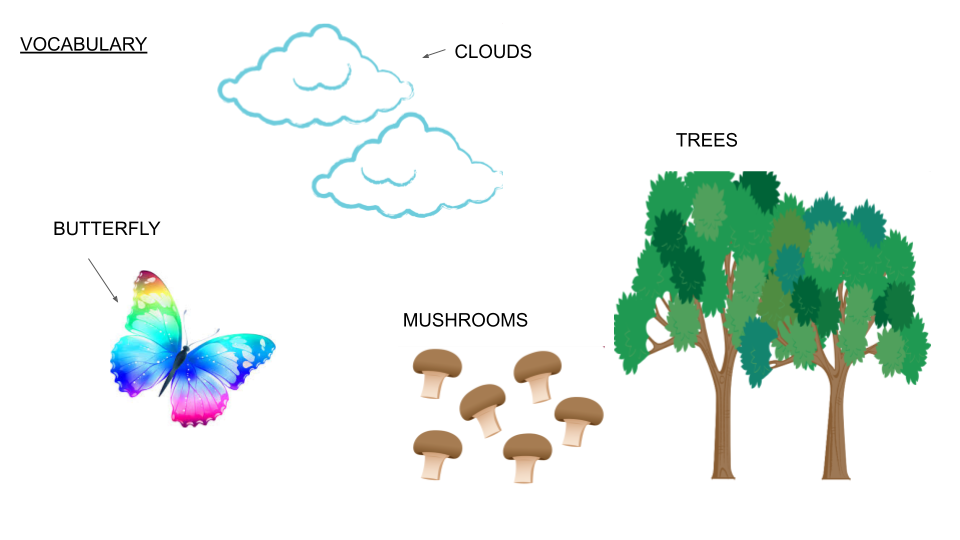 VOCABULARY
CLOUDS
TREES
BUTTERFLY
MUSHROOMS